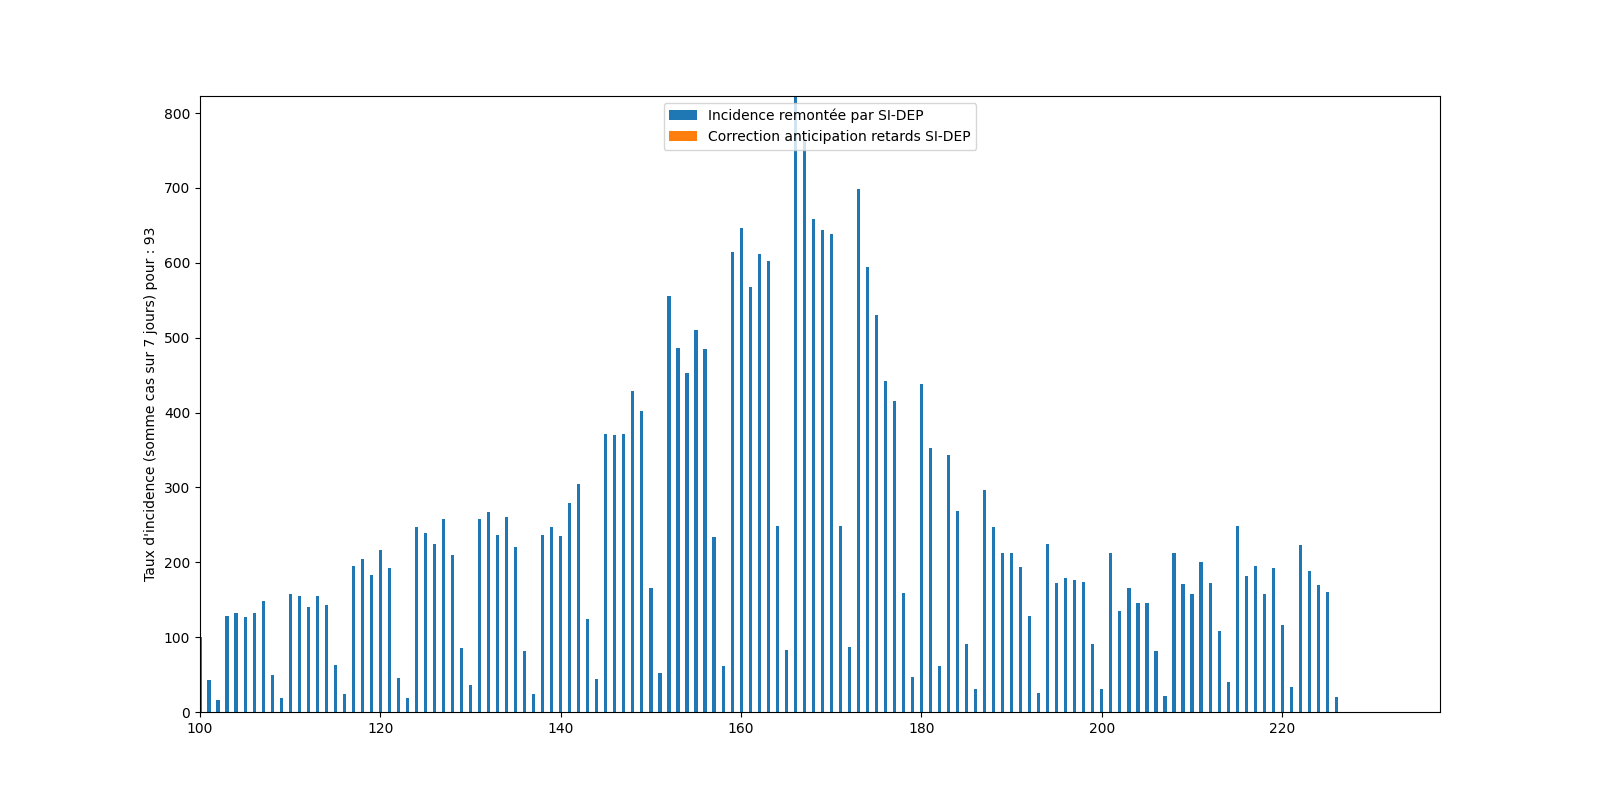 Incidence remontée par SI-DEP
Correction anticipation retards SI-DEP
Taux d'incidence (somme cas sur 7 jours) pour : 93
800
700
600
500
400
300
200
100
0
100 120 140 160 180 200 220